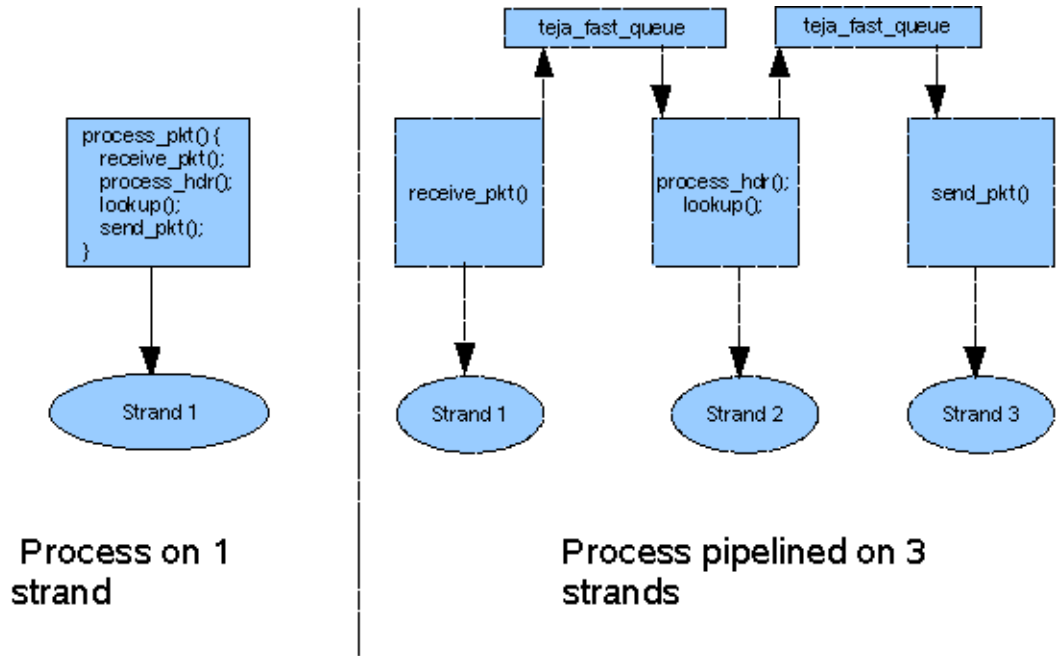 teja_fast_queue
teja_fast_queue
process_pkt() {
receive_pkt();
process_hdr();
lookup();
send_pkt();
}
receive_pkt()
process_hdr();
lookup();
send_pkt()
Strand 1
Strand 1
Strand 2
Strand 3
Process on 1
strand
Process pipelined on 3
strands